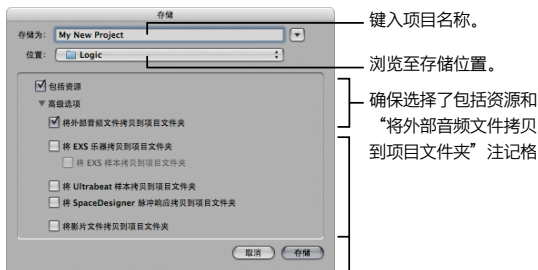 存储
存储为: My New Project
位置: Logic
包括资源
高级选项
将外部音频文件拷贝到项目文件夹
将 EXS 乐器拷贝到项目文件夹
将 EXS 样本拷贝到项目文件夹
将 Ultrabeat 样本拷贝到项目文件夹
将 SpaceDesigner 脉冲响应拷贝到项目文件夹
将影片文件拷贝到项目文件夹
取消 存储
键入项目名称。
浏览至存储位置。
确保选择了包括资源和
“将外部音频文件拷贝
到项目文件夹”注记格